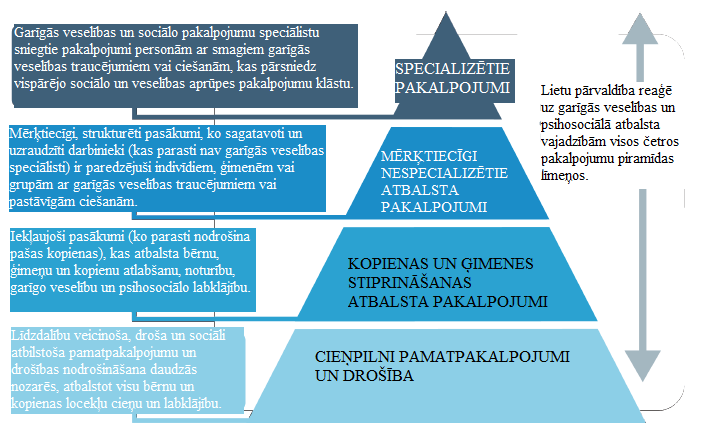 Garīgās veselības un sociālo pakalpojumu speciālistu
sniegtie pakalpojumi personām ar smagiem garīgās
veselības traucējumiem vai ciešanām, kas pārsniedz
vispārējo sociālo un veselības aprūpes pakalpojumu klāstu.
SPECIALIZĒTIE
PAKALPOJUMI
Mērķtiecīgi, strukturēti pasākumi, ko sagatavoti un
uzraudzīti darbinieki (kas parasti nav garīgās veselības
speciālisti) ir paredzējuši indivīdiem, ģimenēm vai
grupām ar garīgās veselības traucējumiem vai
pastāvīgām ciešanām.
MĒRĶTIECĪGI
NESPECIALIZĒTIE
ATBALSTA
PAKALPOJUMI
Iekļaujoši pasākumi (ko parasti nodrošina
pašas kopienas), kas atbalsta bērnu,
ģimeņu un kopienu atlabšanu, noturību,
garīgo veselību un psihosociālo labklājību.
KOPIENAS UN ĢIMENES
STIPRINĀŠANAS
ATBALSTA PAKALPOJUMI
Līdzdalību veicinoša, droša un sociāli
atbilstoša pamatpakalpojumu un
drošības nodrošināšana daudzās
nozarēs, atbalstot visu bērnu un
kopienas locekļu cieņu un labklājību.
CIEŅPILNI PAMATPAKALPOJUMI
UN DROŠĪBA
Lietu pārvaldība reaģē
uz garīgās veselības un
psihosociālā atbalsta
vajadzībām visos četros
pakalpojumu piramīdas
līmeņos.